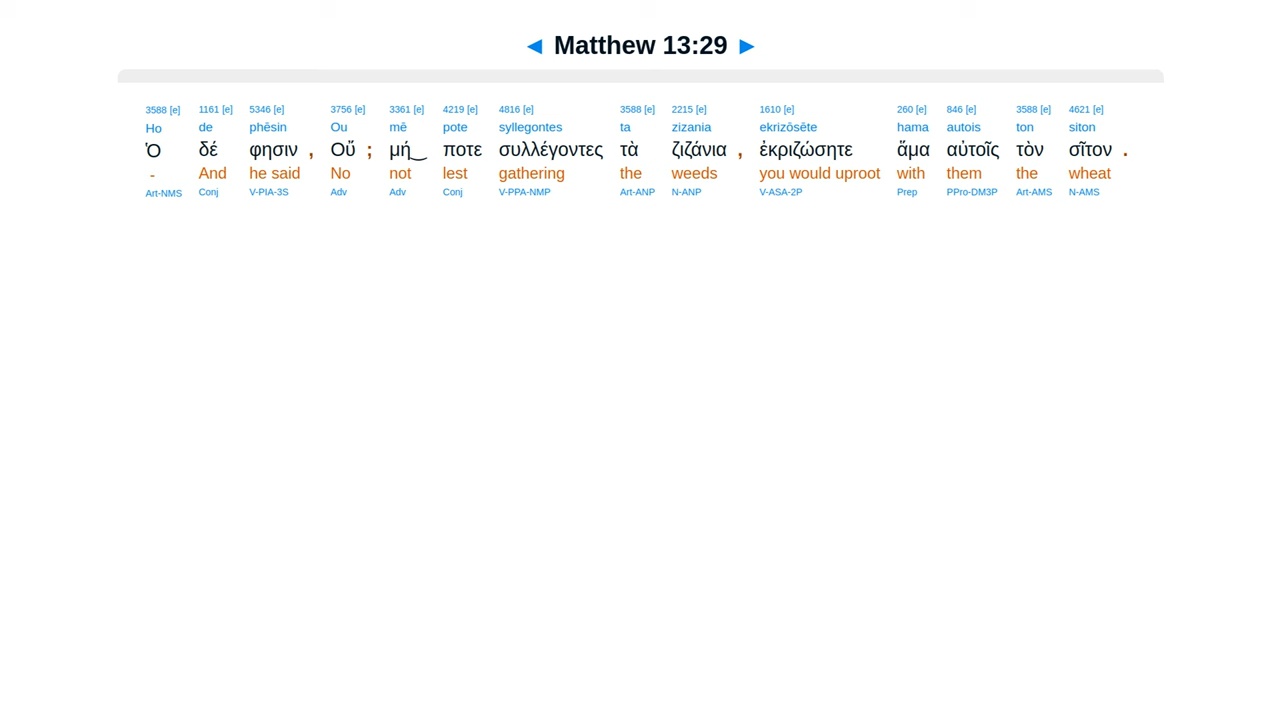 ◄ Matthew 13:29 ►
3588 [e] 1161 [e] 5346 [e] 3756 [e] 3361 [e] 4219 [e] 4816 [e] 3588 [e] 2215 [e] 1610 [e] 260 [e] 846 [e] 3588 [e] 4621 [e]
Ho de phēsin Ou mē pote syllegontes ta zizania ekrizōsēte hama autois ton siton
Ὁ δέ φησιν , Οὔ ; μή‿ ποτε συλλέγοντες τὰ ζιζάνια , ἐκριζώσητε ἅμα αὐτοῖς τὸν σῖτον .
- And he said No not lest gathering the weeds you would uproot with them the wheat
Art-NMS Conj V-PIA-3S Adv Adv Conj V-PPA-NMP Art-ANP N-ANP V-ASA-2P Prep PPro-DM3P Art-AMS N-AMS